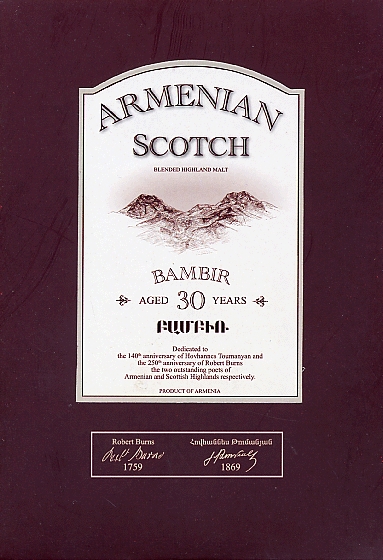 ARMENIAN
SCOTCH
BLENDED HIGHLAND MALT
BAMBIR
AGED 30 YEARS
ԲԱՄԲԻՌ
Dedicated to
the 140th anniversary of Hovhannes Toumanyan and
the 250th anniversary of Robert Burns
the two outstanding poets of
Armenian and Scottish Highlands respectively.
PRODUCT OF ARMENIA
Robert Burns Հովհաննես Թումանյան
Robt Burns
1759 1869